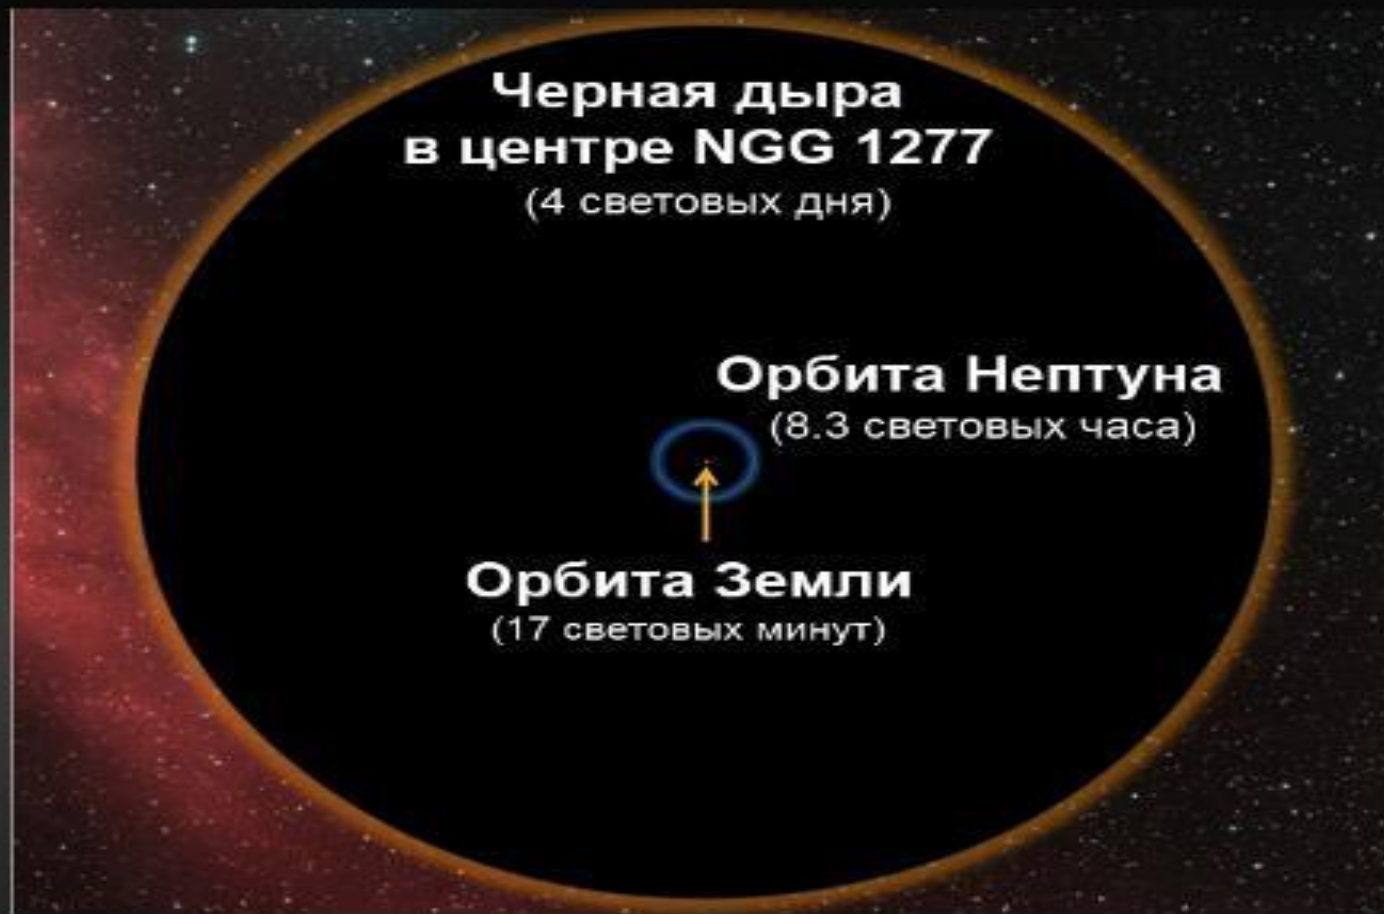 Черная дыра
в центре NGG 1277
(4 световых дня)
Орбита Нептуна
(8.3 световых часа)
Орбита Земли
(17 световых минут)